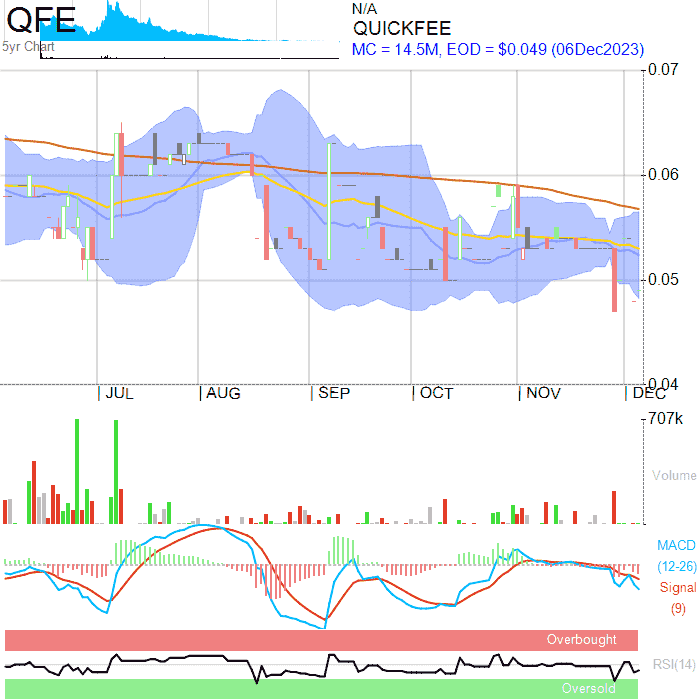 QFE
5yr Chart
N/A
QUICKFEE
MC = 14.5M, EOD = $0.049 (06Dec2023)
0.07
0.06
0.05
0.04
JUL AUG SEP OCT NOV DEC
707k
Volume
MACD
(12-26)
Signal
(9)
Overbought
RSI(14)
Oversold